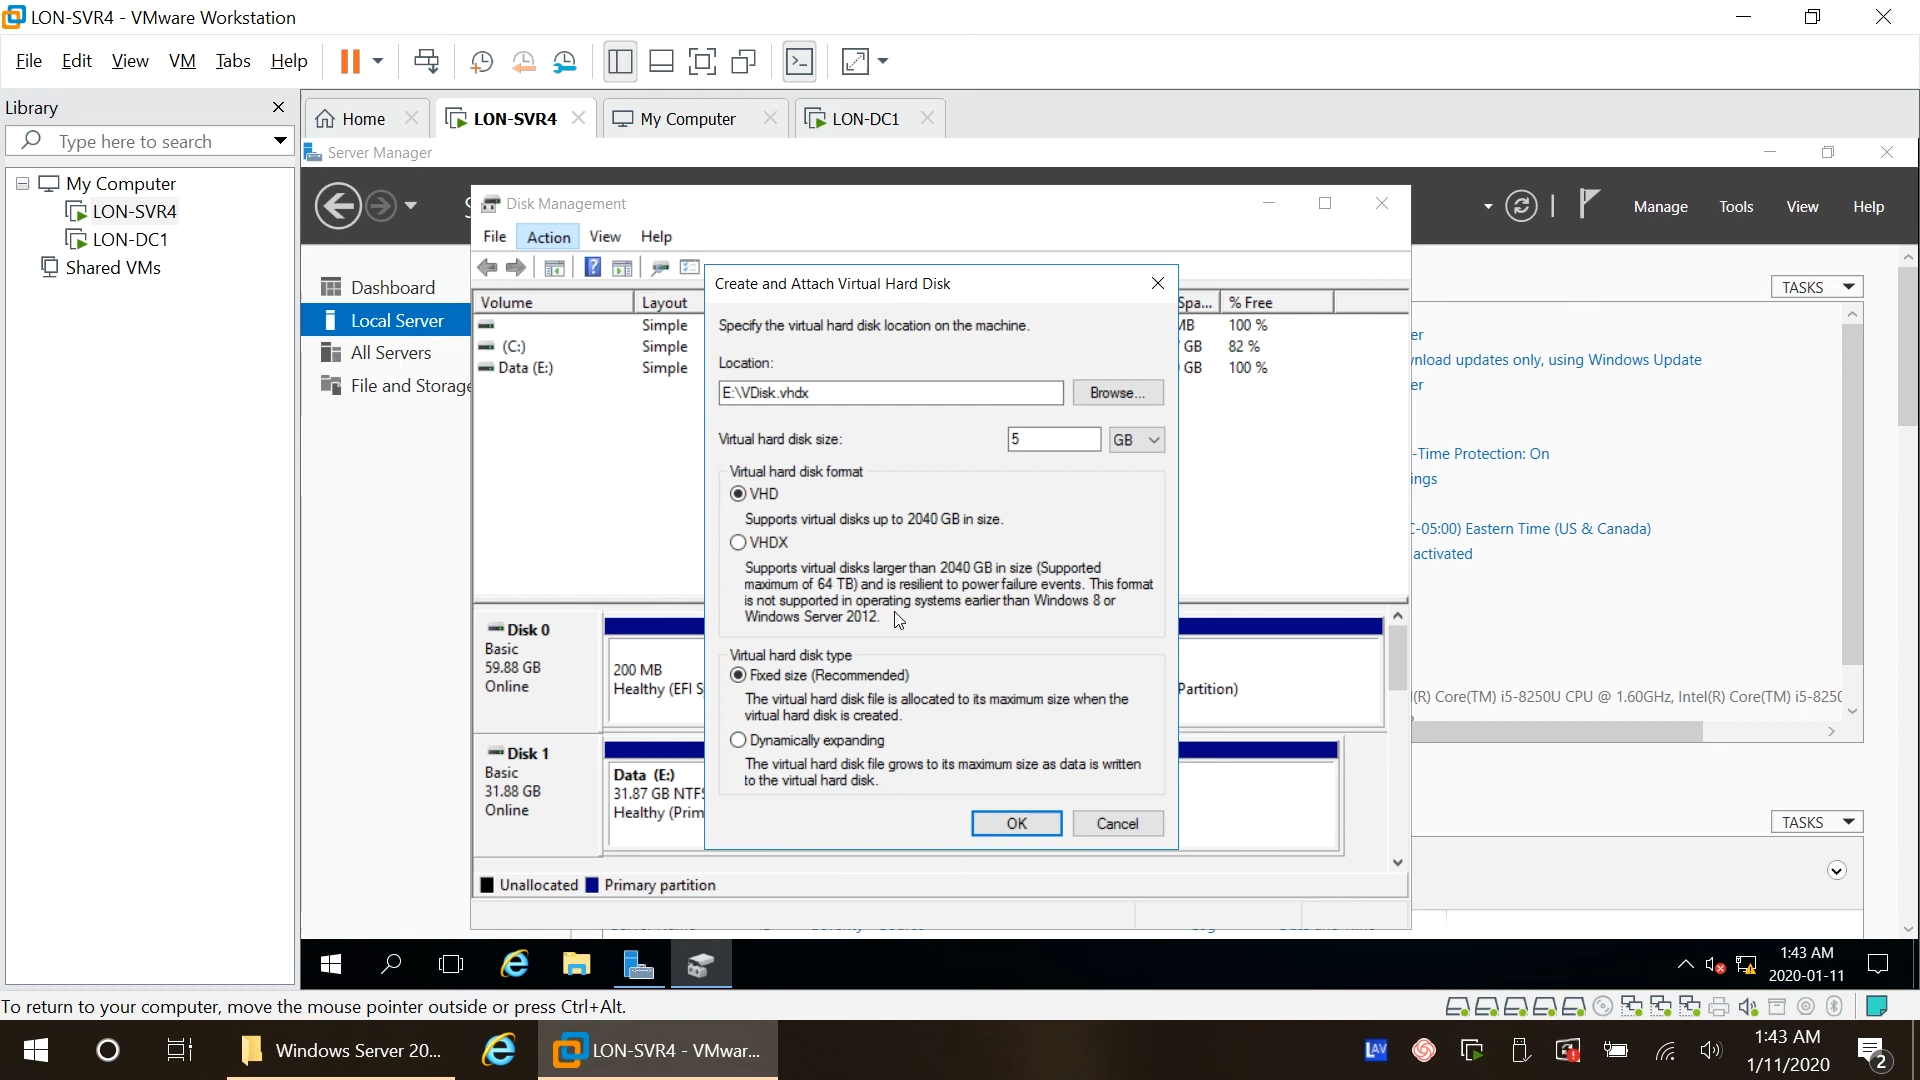 LON-SVR4 - VMware Workstation
File Edit View VM Tabs Help
Library
Type here to search
My Computer
LON-SVR4
LON-DC1
Shared VMs
Home
LON-SVR4
My Computer
LON-DC1
Server Manager
Manage Tools View Help
Dashboard
Local Server
All Servers
File and Storage
Disk Management
File Action View Help
Volume Layout Spa... % Free
Simple MB 100 %
(C:) Simple GB 82 %
Data (E:) Simple GB 100 %
Create and Attach Virtual Hard Disk
Specify the virtual hard disk location on the machine.
Location:
E:\VDisk.vhdx Browse...
Virtual hard disk size: 5 GB
Virtual hard disk format
VHD
Supports virtual disks up to 2040 GB in size.
VHDX
Supports virtual disks larger than 2040 GB in size (Supported
maximum of 64 TB) and is resilient to power failure events. This format
is not supported in operating systems earlier than Windows 8 or
Windows Server 2012.
Virtual hard disk type
Fixed size (Recommended)
The virtual hard disk file is allocated to its maximum size when the
virtual hard disk is created.
Dynamically expanding
The virtual hard disk file grows to its maximum size as data is written
to the virtual hard disk.
OK Cancel
Disk 0
Basic
59.88 GB
Online
200 MB
Healthy (EFI S
Partition)
Disk 1
Basic
31.88 GB
Online
Data (E:)
31.87 GB NTFS
Healthy (Prim
Unallocated Primary partition
TASKS
er
nload updates only, using Windows Update
er
-Time Protection: On
ings
C-05:00) Eastern Time (US & Canada)
activated
(R) Core(TM) i5-8250U CPU @ 1.60GHz, Intel(R) Core(TM) i5-8250
TASKS
1:43 AM
2020-01-11
To return to your computer, move the mouse pointer outside or press Ctrl+Alt.
Windows Server 20...
LON-SVR4 - VMwar...
LAV
1:43 AM
1/11/2020
2